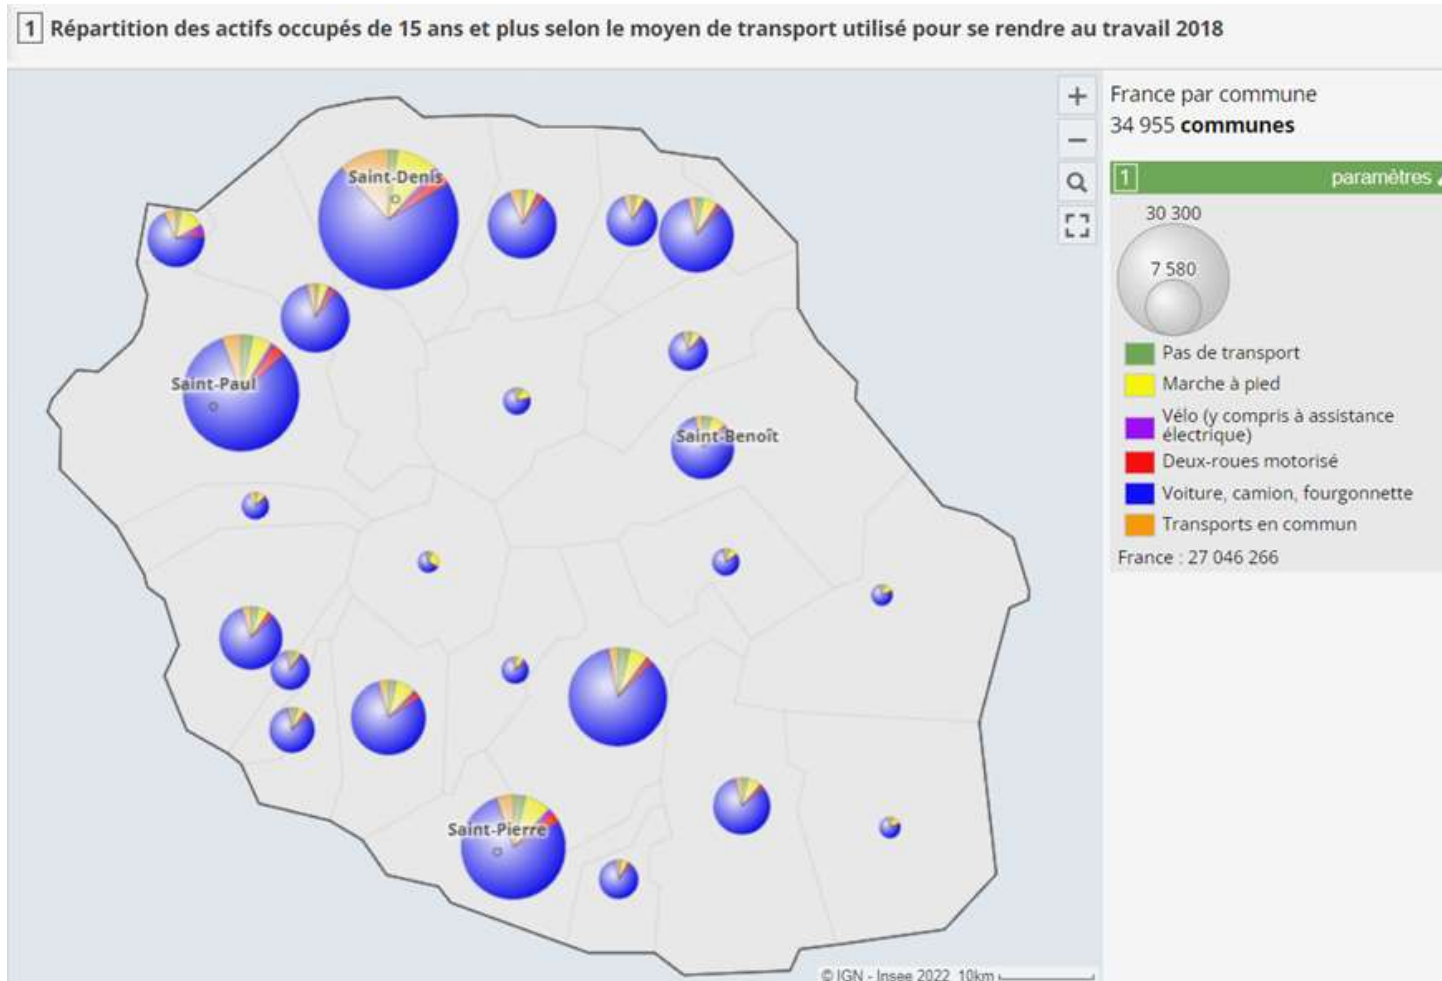 1 Répartition des actifs occupés de 15 ans et plus selon le moyen de transport utilisé pour se rendre au travail 2018
+
−
France par commune
34 955 communes
1 paramètres
30 300
7 580
Pas de transport
Marche à pied
Vélo (y compris à assistance
électrique)
Deux-roues motorisé
Voiture, camion, fourgonnette
Transports en commun
France : 27 046 266
Saint-Denis
Saint-Paul
Saint-Benoît
Saint-Pierre
© IGN - Insee 2022 10km